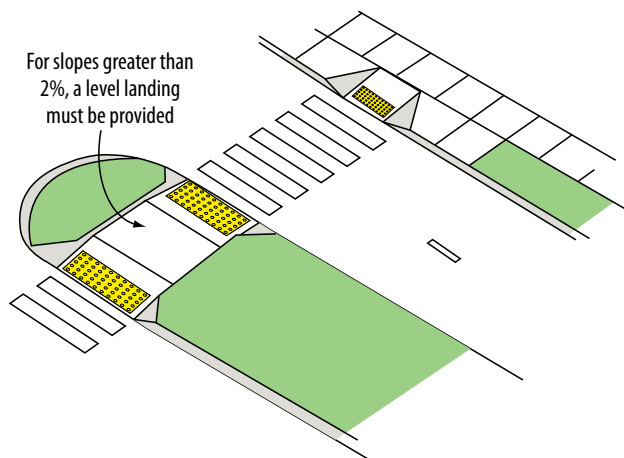 For slopes greater than
2%, a level landing
must be provided